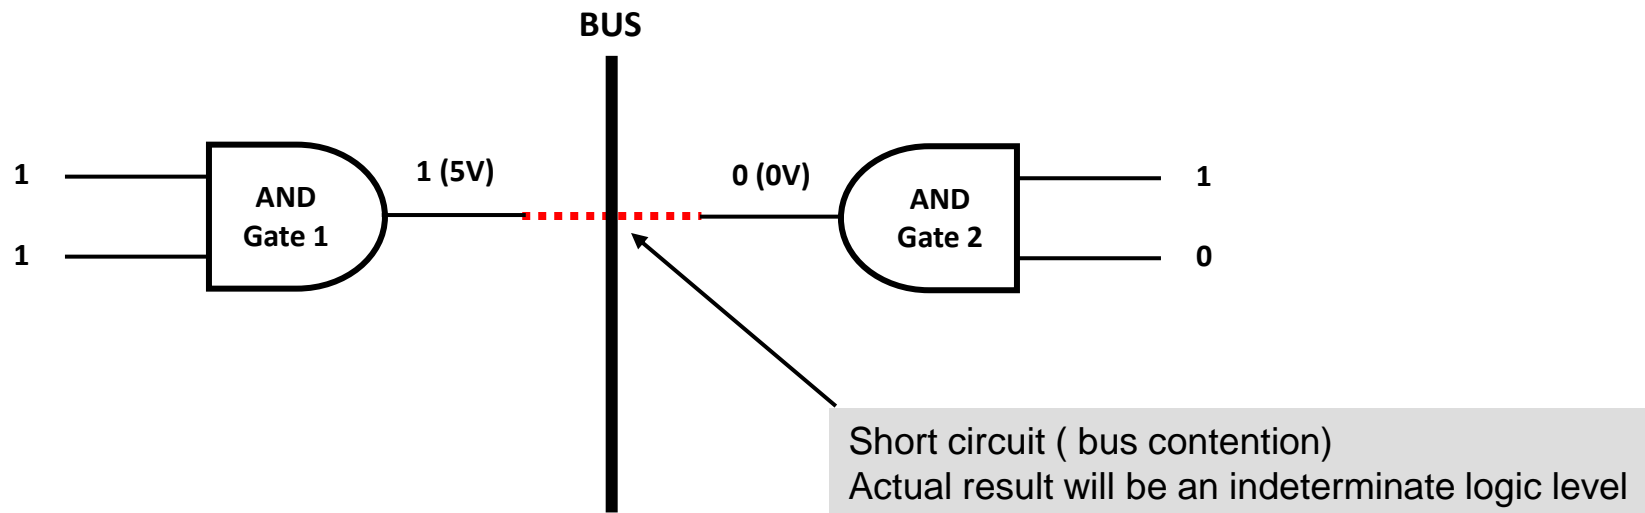 BUS
1
1
AND
Gate 1
1 (5V)
0 (0V)
AND
Gate 2
1
0
Short circuit ( bus contention)
Actual result will be an indeterminate logic level